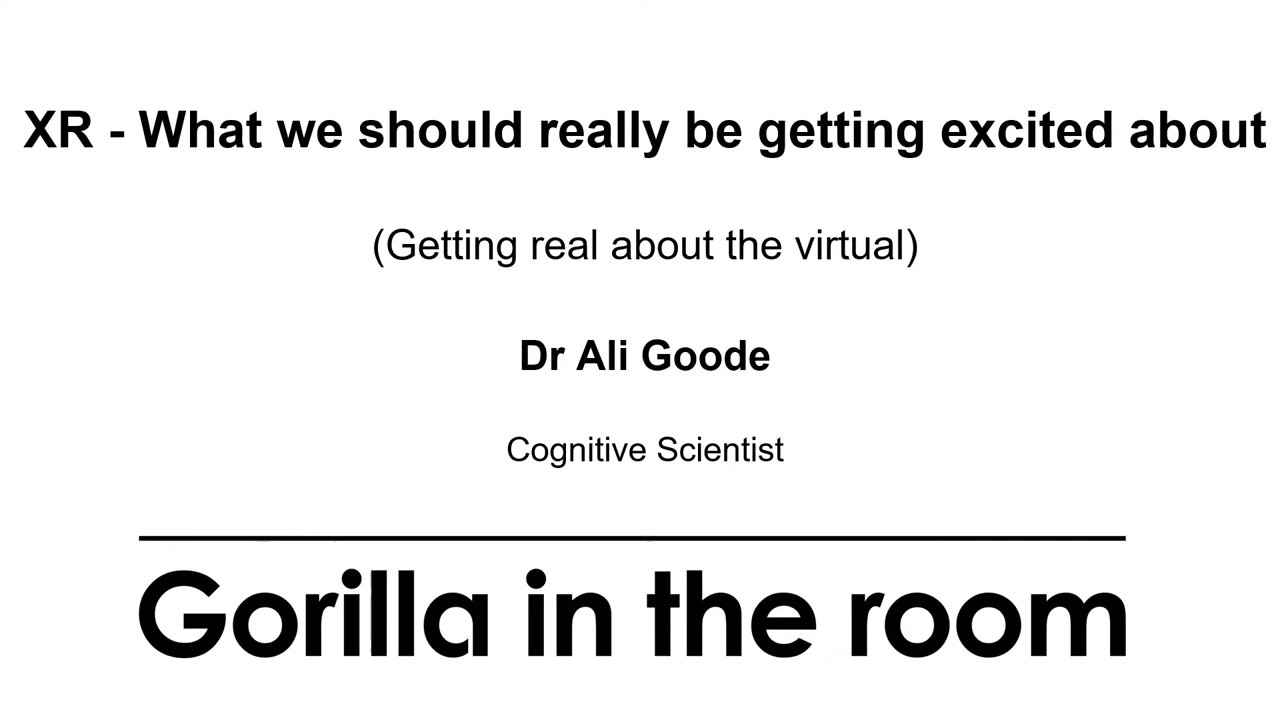 XR - What we should really be getting excited about
(Getting real about the virtual)
Dr Ali Goode
Cognitive Scientist
Gorilla in the room